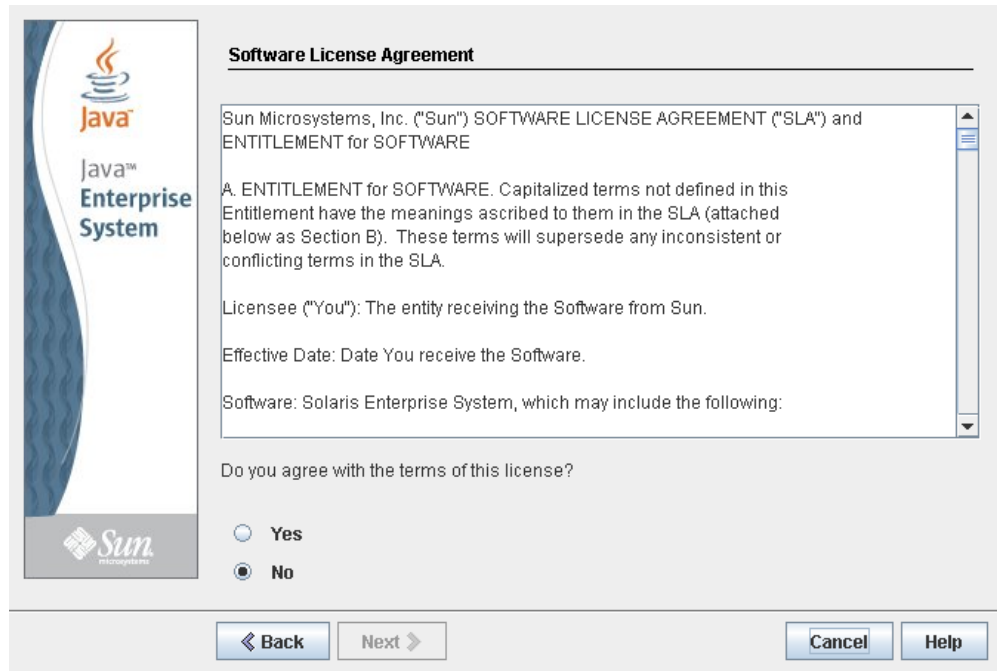 Java™
Java™
Enterprise
System
Sun
microsystems
Software License Agreement
Sun Microsystems, Inc. ("Sun") SOFTWARE LICENSE AGREEMENT ("SLA") and
ENTITLEMENT for SOFTWARE
A. ENTITLEMENT for SOFTWARE. Capitalized terms not defined in this
Entitlement have the meanings ascribed to them in the SLA (attached
below as Section B).  These terms will supersede any inconsistent or
conflicting terms in the SLA.
Licensee ("You"): The entity receiving the Software from Sun.
Effective Date: Date You receive the Software.
Software: Solaris Enterprise System, which may include the following:
Do you agree with the terms of this license?
Yes
No
Back
Next
Cancel
Help